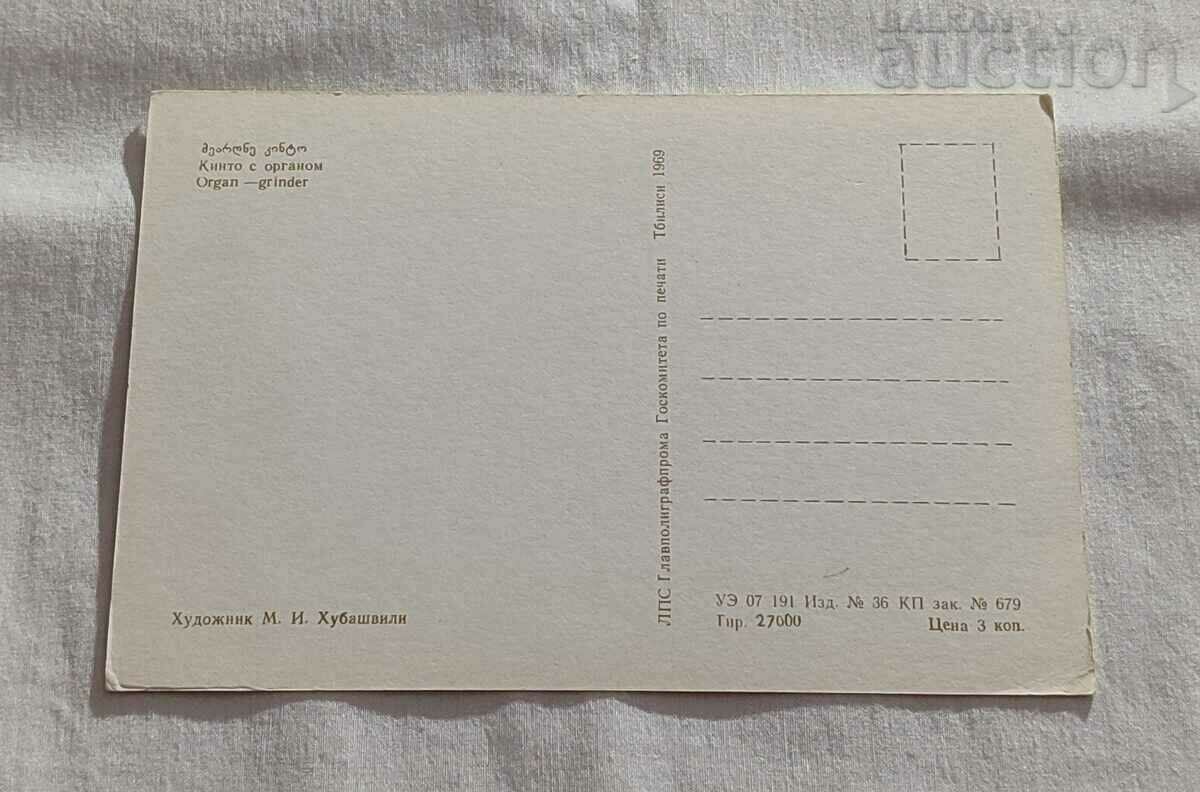 მეარღნე კინტო
Кинто с органом
Organ —grinder
Художник М. И. Хубашвили
ЛПС Главполиграфпрома Госкомитета по печати Тбилиси 1969
УЭ 07 191 Изд. № 36 КП зак. № 679
Тир. 27000 Цена 3 коп.
BALKAN
auction